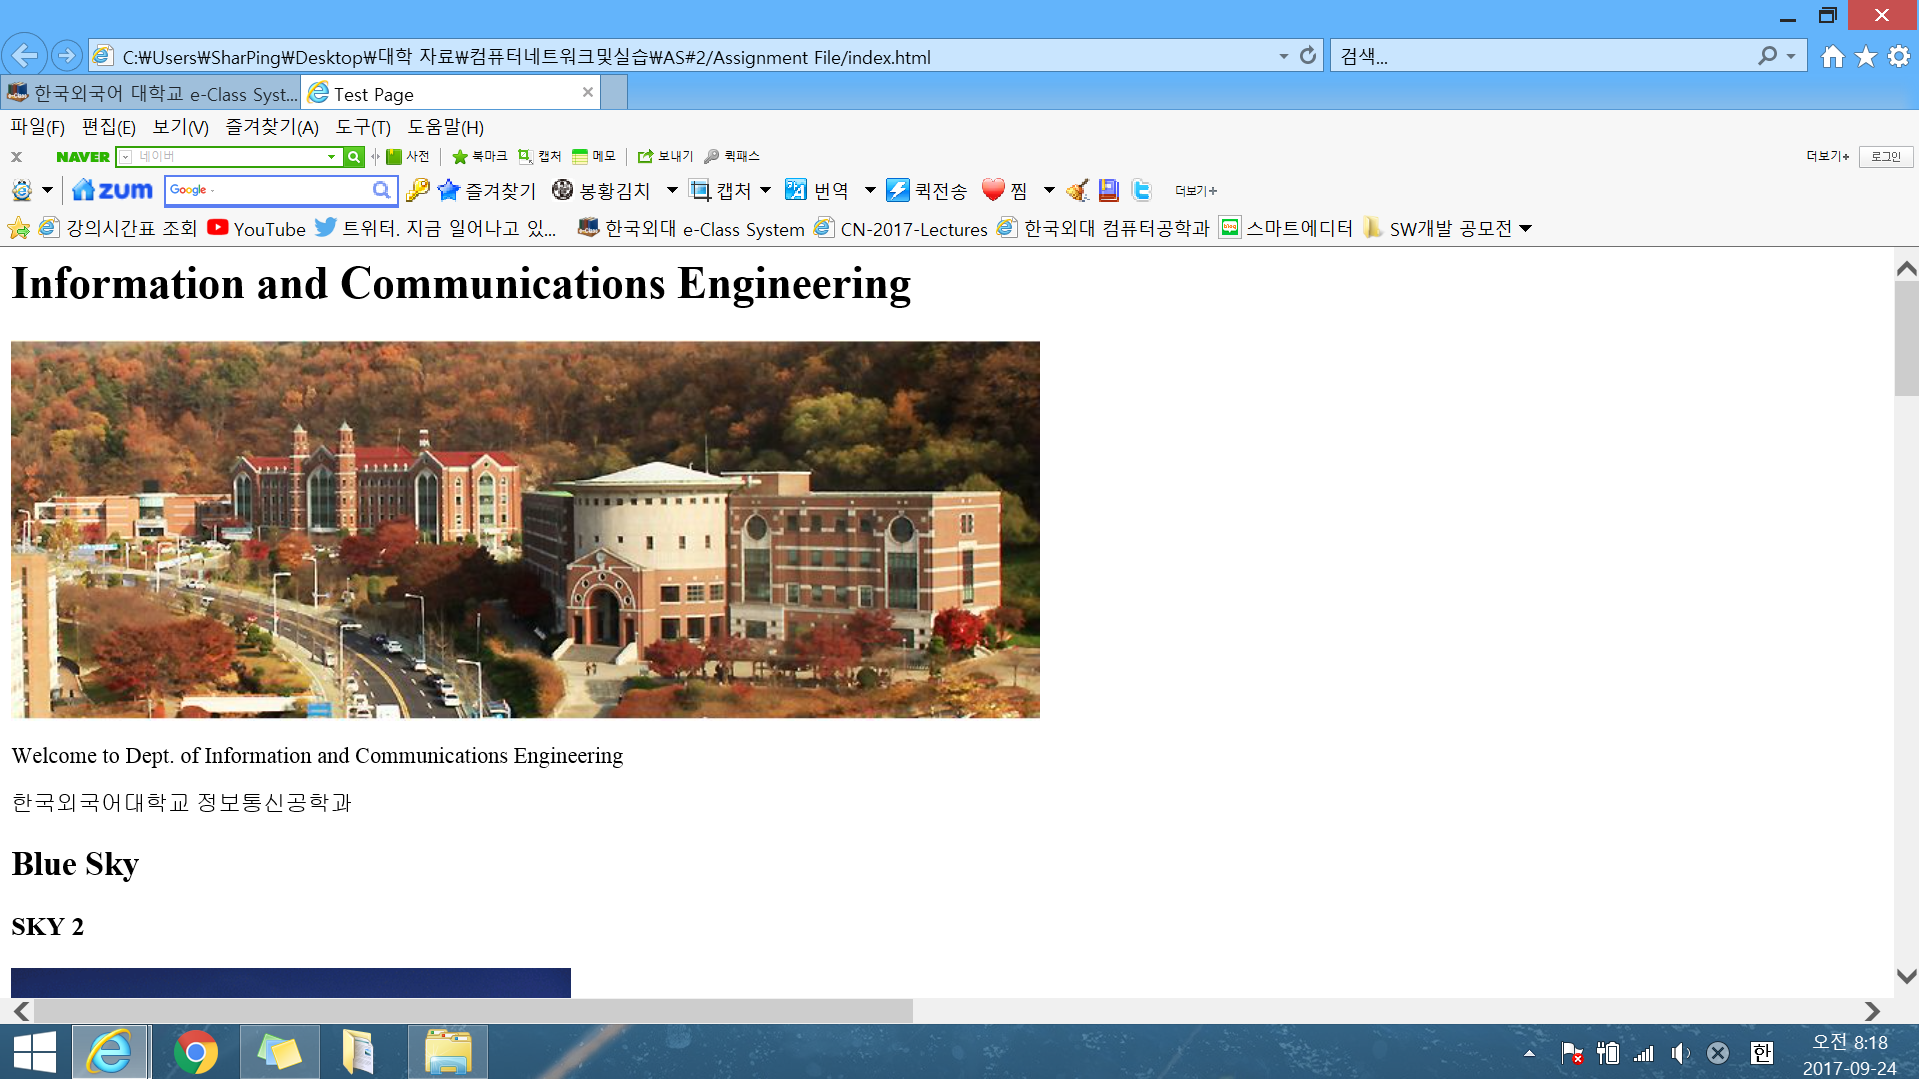 C:₩Users₩SharPing₩Desktop₩대학 자료₩컴퓨터네트워크및실습₩AS#2/Assignment File/index.html
검색...
한국외국어 대학교 e-Class Syst...
Test Page
파일(F) 편집(E) 보기(V) 즐겨찾기(A) 도구(T) 도움말(H)
x NAVER 네이버 사전 북마크 캡처 메모 보내기 퀵패스 더보기+ 로그인
zum Google 즐겨찾기 봉황김치 캡처 번역 퀵전송 찜 더보기+
강의시간표 조회 YouTube 트위터. 지금 일어나고 있... 한국외대 e-Class System CN-2017-Lectures 한국외대 컴퓨터공학과 스마트에디터 SW개발 공모전
Information and Communications Engineering
Welcome to Dept. of Information and Communications Engineering
한국외국어대학교 정보통신공학과
Blue Sky
SKY 2
한
오전 8:18
2017-09-24